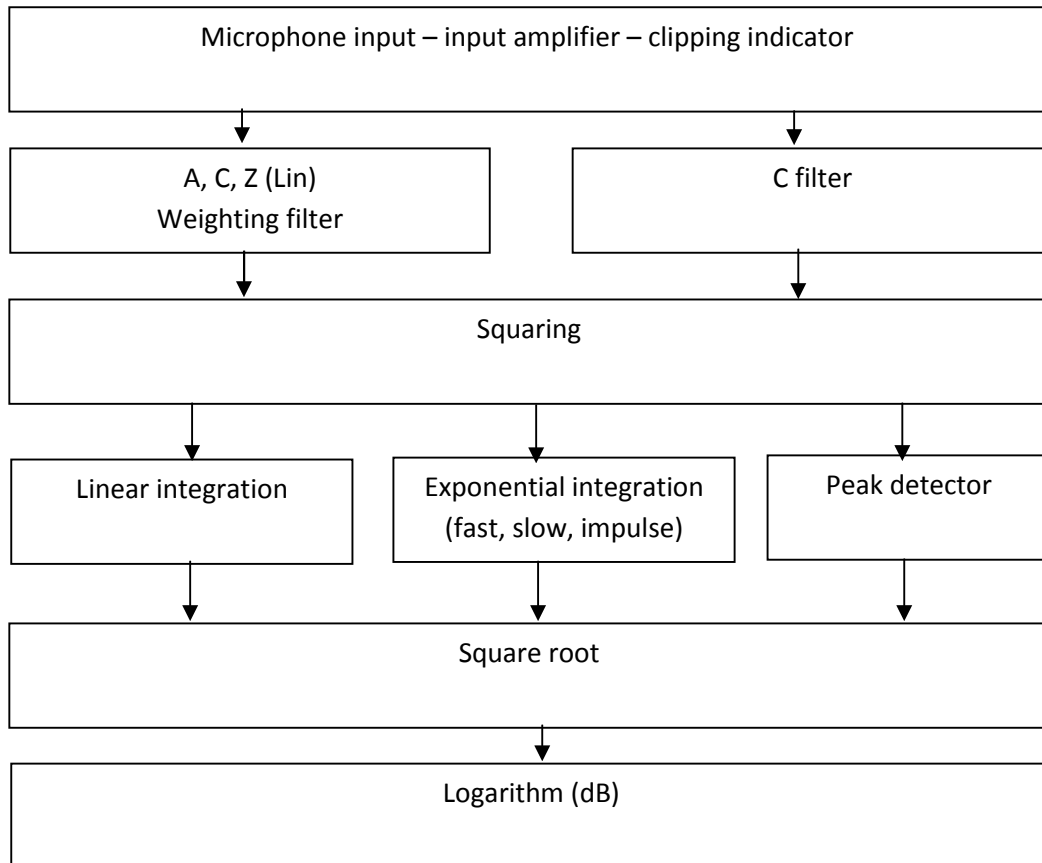 Microphone input – input amplifier – clipping indicator
A, C, Z (Lin)
Weighting filter
C filter
Squaring
Linear integration
Exponential integration
(fast, slow, impulse)
Peak detector
Square root
Logarithm (dB)